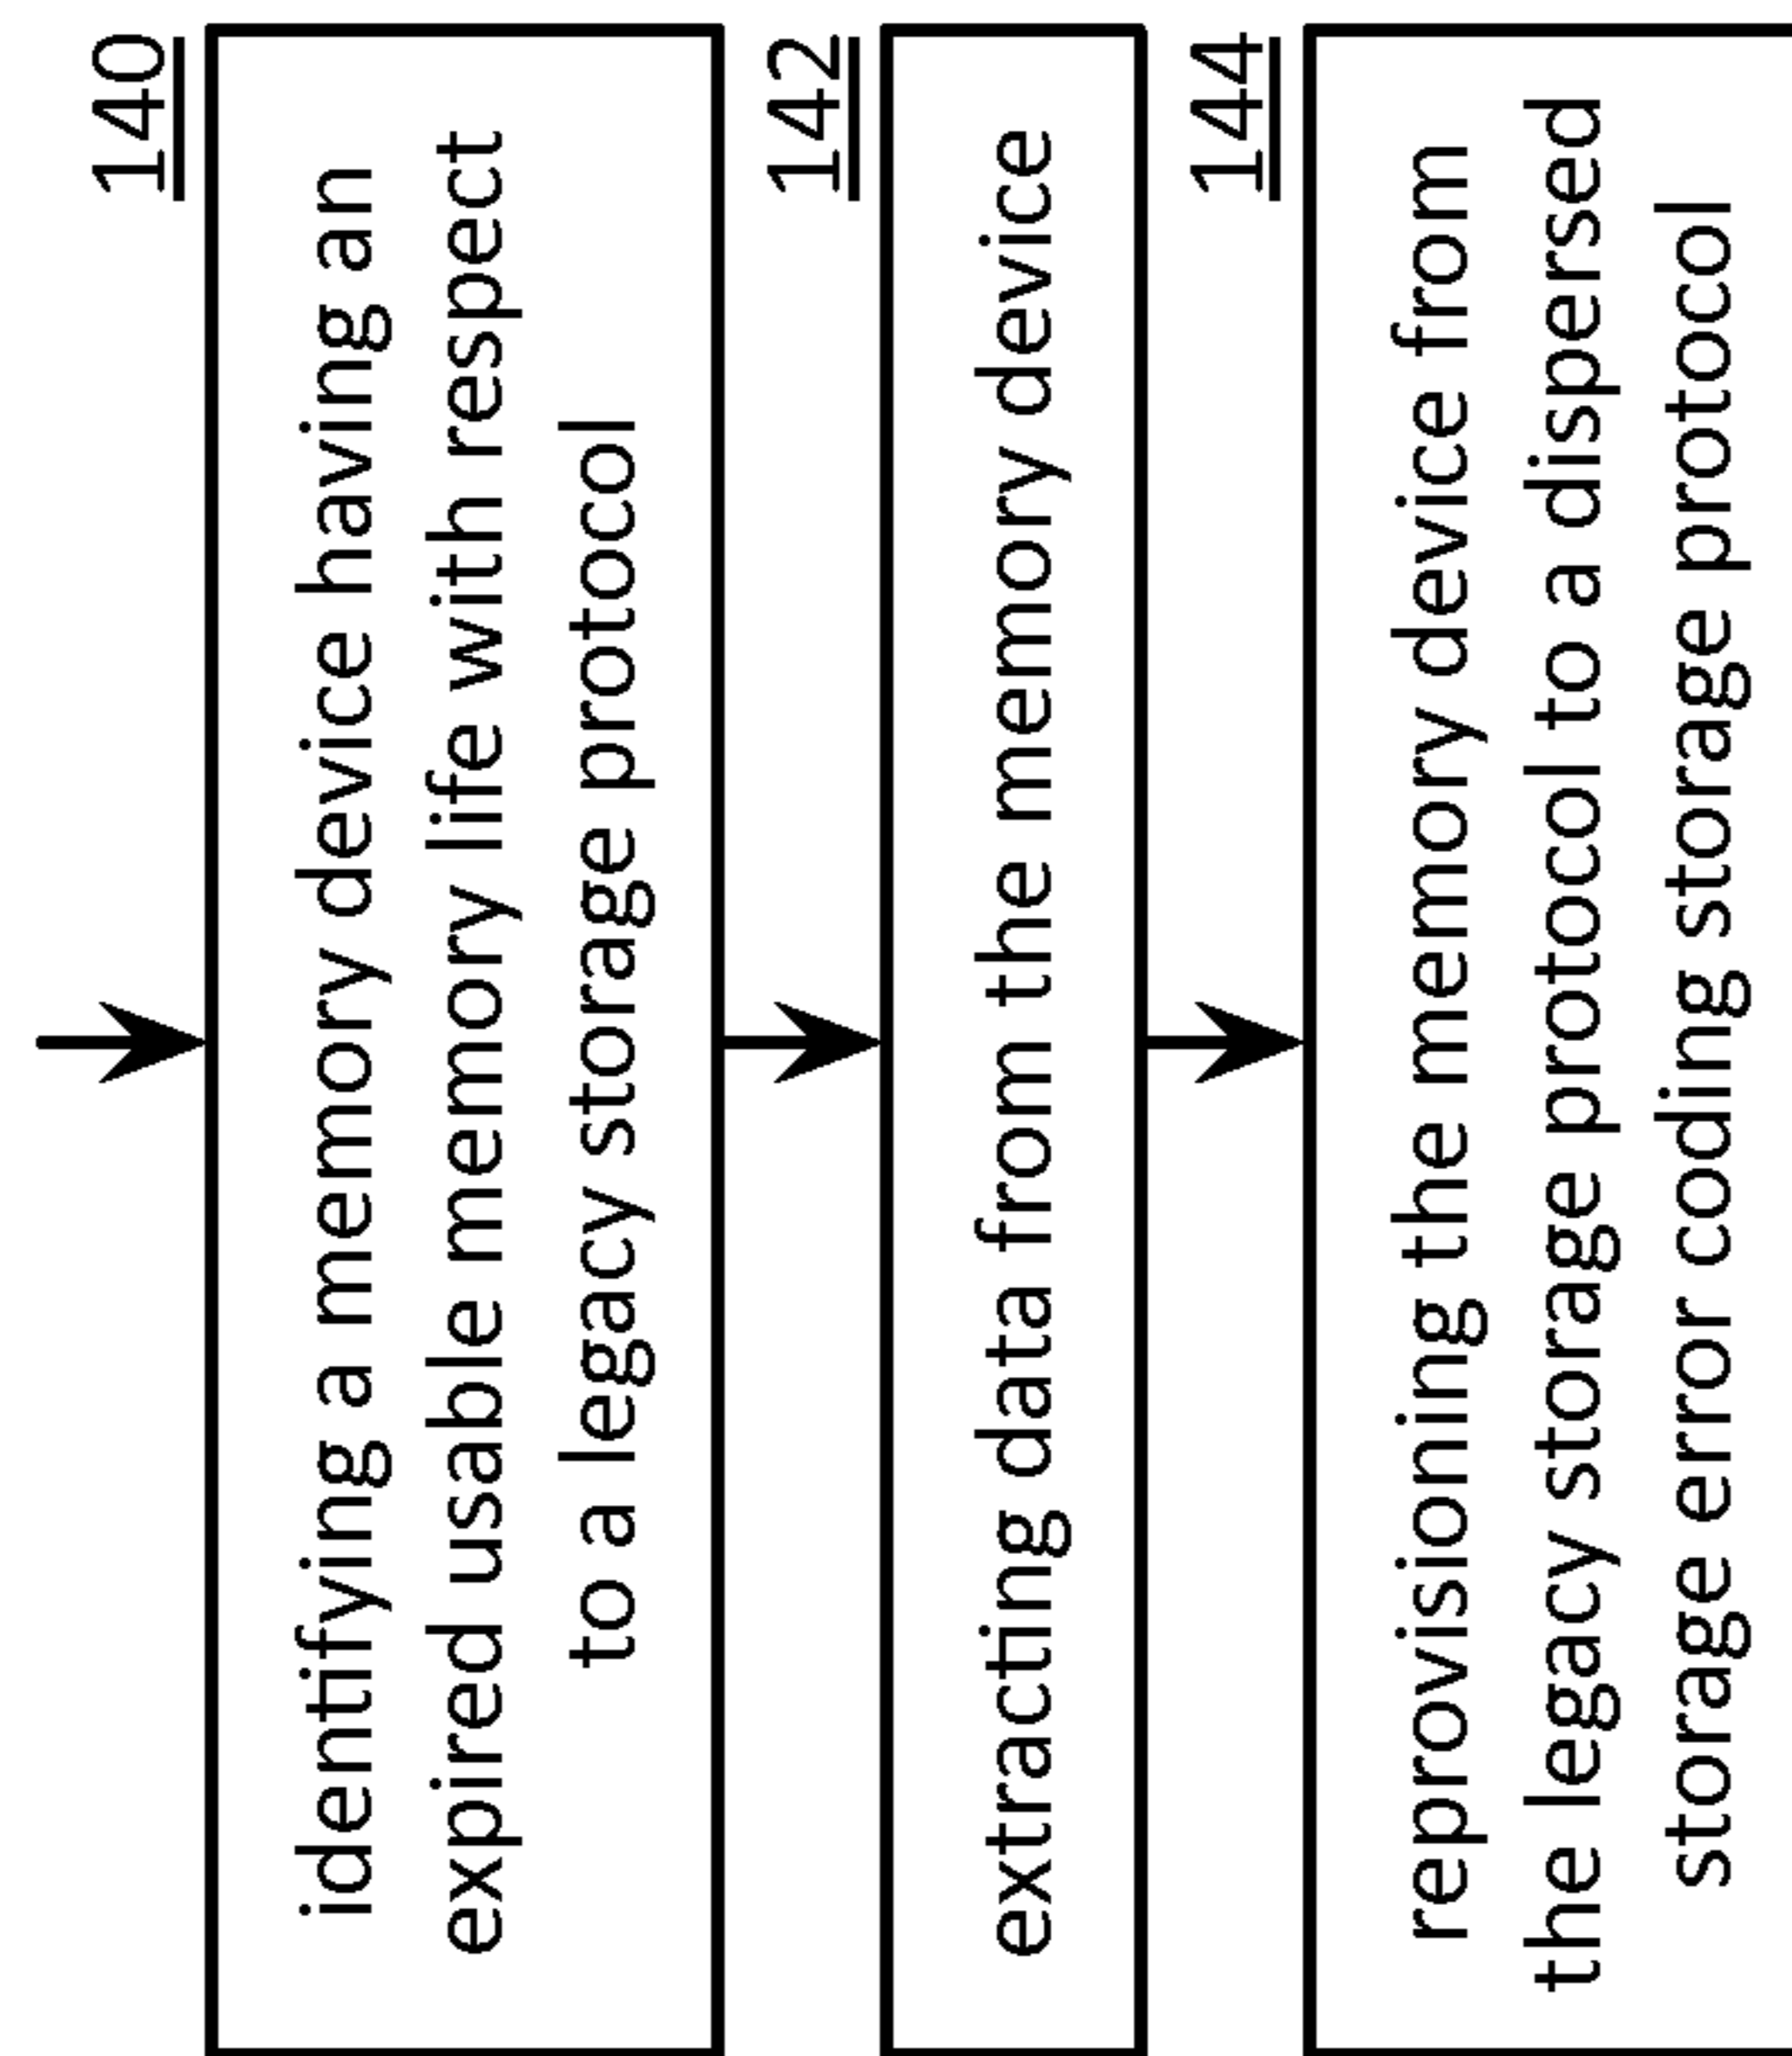 140
identifying a memory device having an
expired usable memory life with respect
to a legacy storage protocol
142
extracting data from the memory device
144
reprovisioning the memory device from
the legacy storage protocol to a dispersed
storage error coding storage protocol